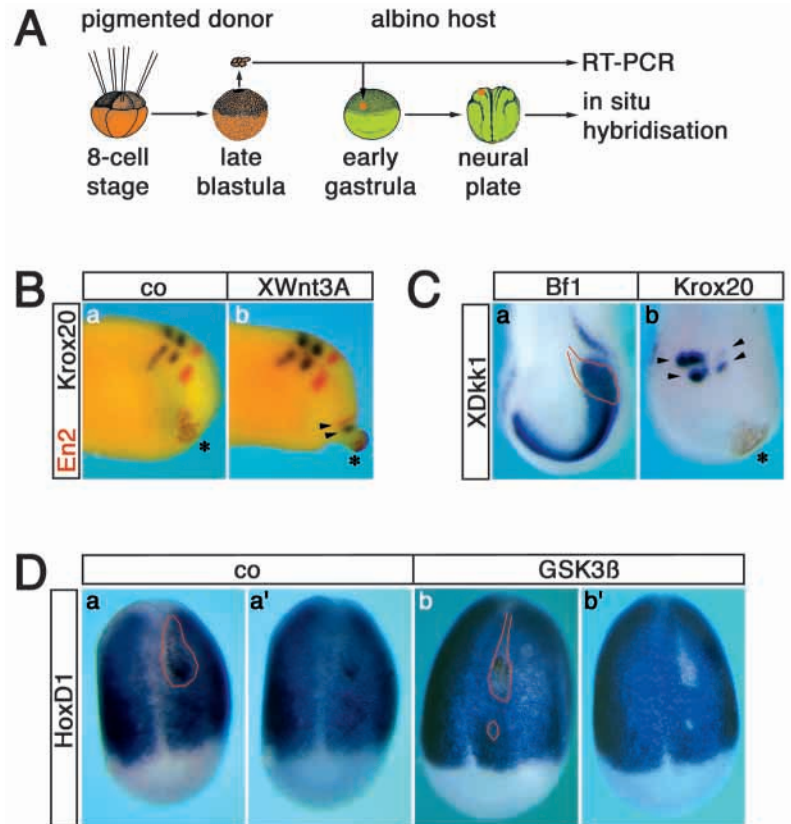 A
pigmented donor
albino host
RT-PCR
in situ
hybridisation
8-cell
stage
late
blastula
early
gastrula
neural
plate
B
co
XWnt3A
En2 Krox20
a
b
*
*
C
Bf1
Krox20
XDkk1
a
b
*
D
co
GSK3ß
HoxD1
a
a'
b
b'